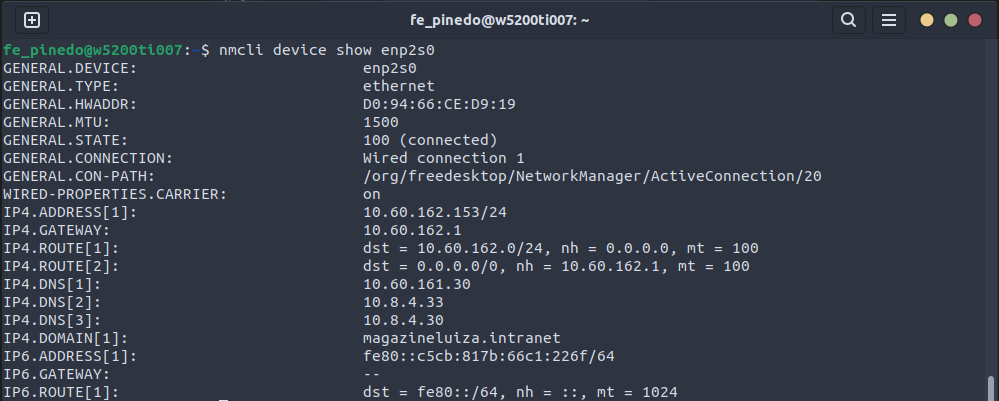 fe_pinedo@w5200ti007: ~
fe_pinedo@w5200ti007:~$ nmcli device show enp2s0
GENERAL.DEVICE: enp2s0
GENERAL.TYPE: ethernet
GENERAL.HWADDR: D0:94:66:CE:D9:19
GENERAL.MTU: 1500
GENERAL.STATE: 100 (connected)
GENERAL.CONNECTION: Wired connection 1
GENERAL.CON-PATH: /org/freedesktop/NetworkManager/ActiveConnection/20
WIRED-PROPERTIES.CARRIER: on
IP4.ADDRESS[1]: 10.60.162.153/24
IP4.GATEWAY: 10.60.162.1
IP4.ROUTE[1]: dst = 10.60.162.0/24, nh = 0.0.0.0, mt = 100
IP4.ROUTE[2]: dst = 0.0.0.0/0, nh = 10.60.162.1, mt = 100
IP4.DNS[1]: 10.60.161.30
IP4.DNS[2]: 10.8.4.33
IP4.DNS[3]: 10.8.4.30
IP4.DOMAIN[1]: magazineluiza.intranet
IP6.ADDRESS[1]: fe80::c5cb:817b:66c1:226f/64
IP6.GATEWAY: --
IP6.ROUTE[1]: dst = fe80::/64, nh = ::, mt = 1024